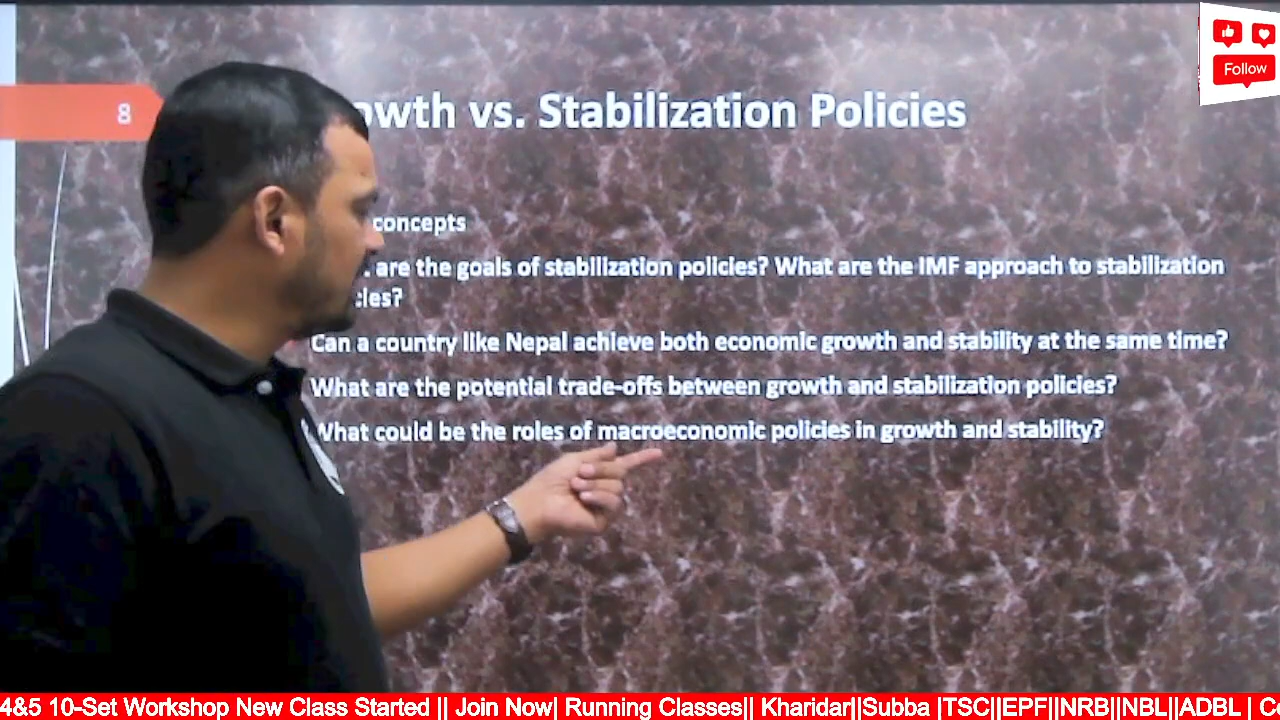 8
owth vs. Stabilization Policies
concepts
are the goals of stabilization policies? What are the IMF approach to stabilization
cies?
Can a country like Nepal achieve both economic growth and stability at the same time?
What are the potential trade-offs between growth and stabilization policies?
What could be the roles of macroeconomic policies in growth and stability?
Follow
4&5 10-Set Workshop New Class Started || Join Now| Running Classes|| Kharidar||Subba |TSC||EPF||NRB||NBL||ADBL | C